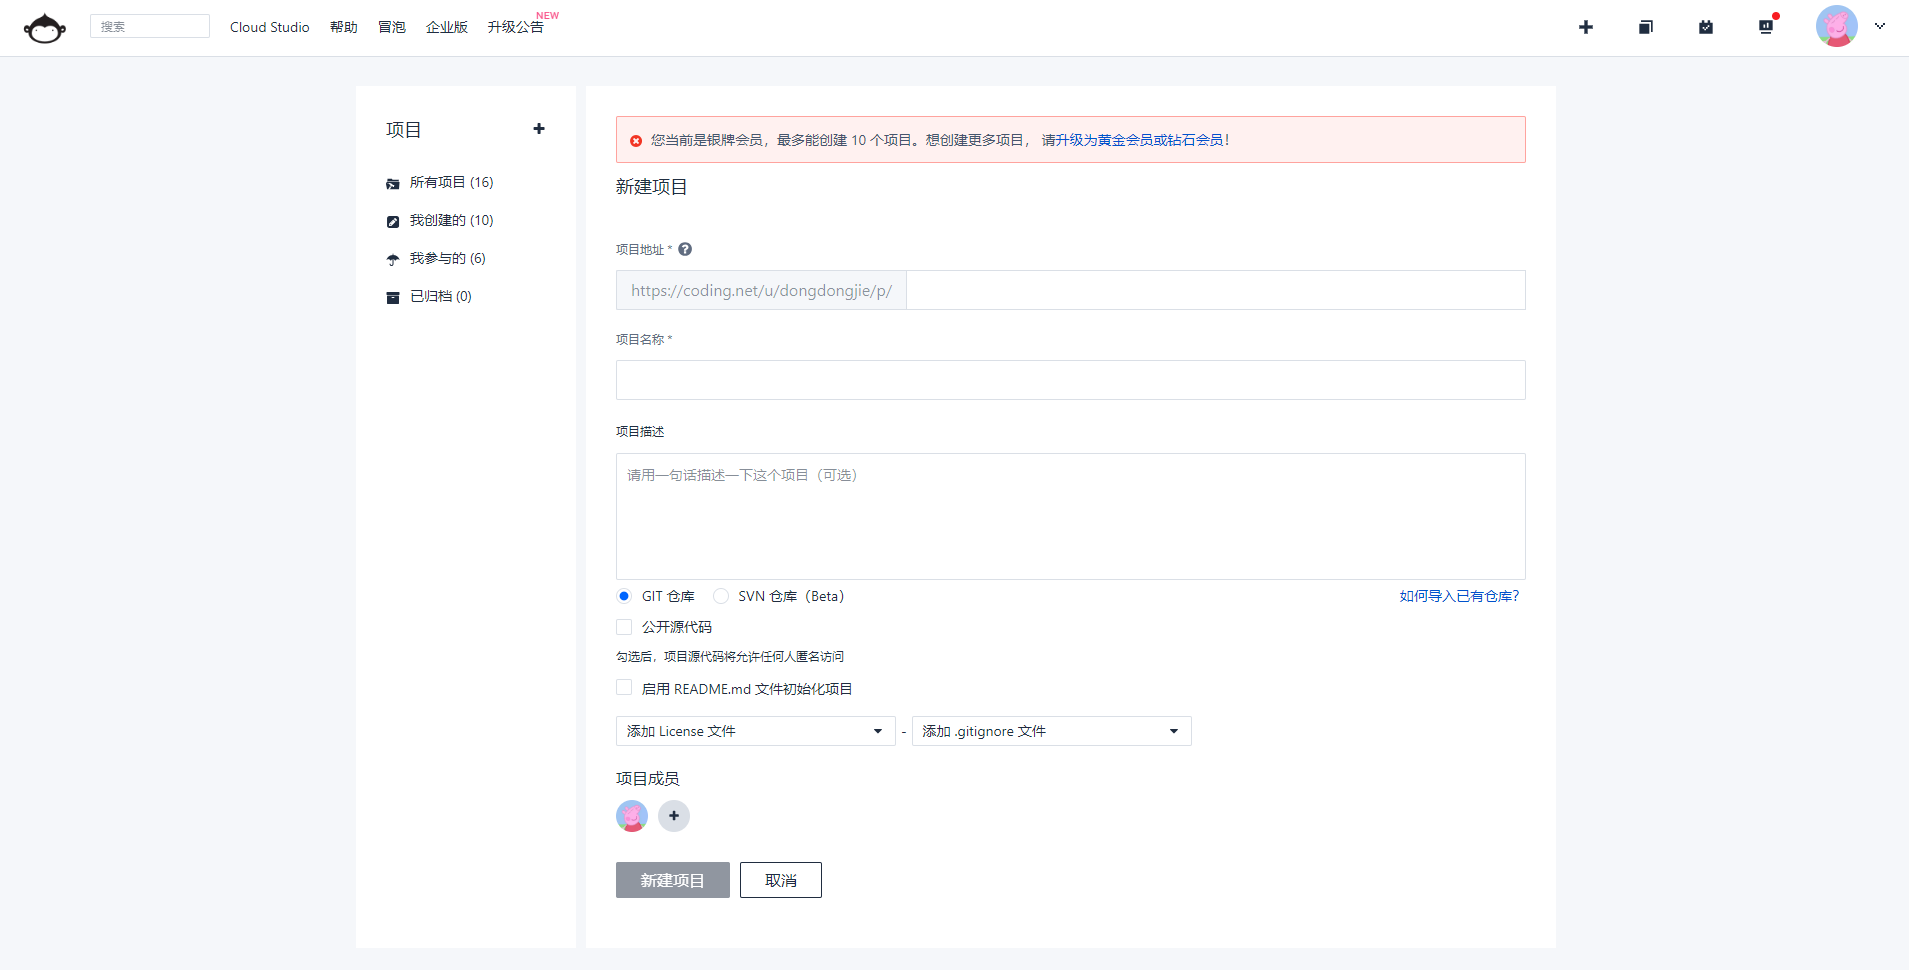 搜索
Cloud Studio 帮助 冒泡 企业版 升级公告 NEW
项目
所有项目 (16)
我创建的 (10)
我参与的 (6)
已归档 (0)
您当前是银牌会员，最多能创建 10 个项目。想创建更多项目， 请升级为黄金会员或钻石会员！
新建项目
项目地址 *
https://coding.net/u/dongdongjie/p/
项目名称 *
项目描述
请用一句话描述一下这个项目（可选）
GIT 仓库 SVN 仓库（Beta） 如何导入已有仓库?
公开源代码
勾选后，项目源代码将允许任何人匿名访问
启用 README.md 文件初始化项目
添加 License 文件 - 添加 .gitignore 文件
项目成员
新建项目 取消